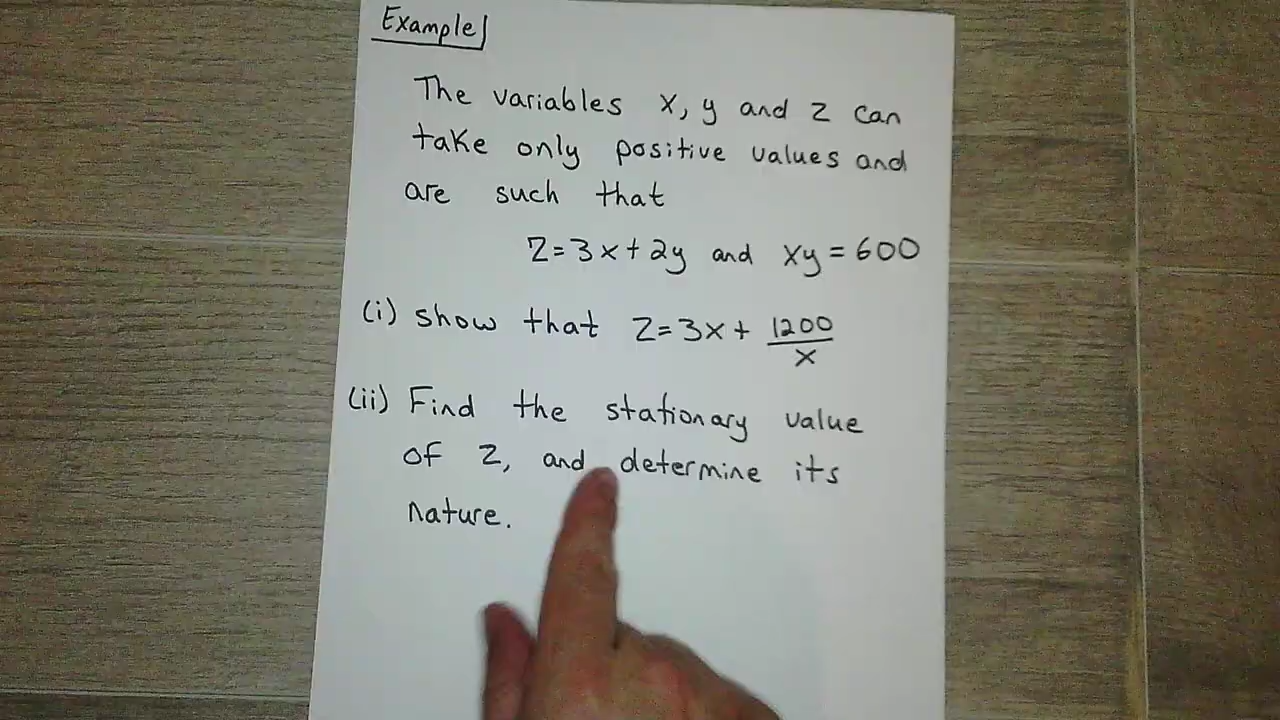 Example
The variables x, y and z can
take only positive values and
are such that
z=3x+2y and xy=600
(i) show that z=3x+ 1200/x
(ii) Find the stationary value
of z, and determine its
nature.